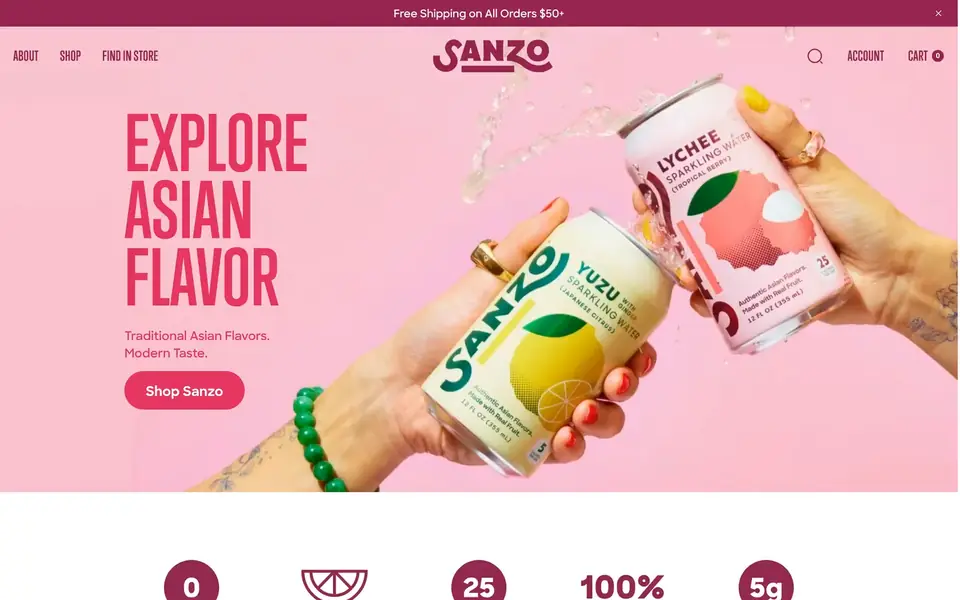 Free Shipping on All Orders $50+
×
ABOUT
SHOP
FIND IN STORE
SANZO
ACCOUNT
CART 0
EXPLORE
ASIAN
FLAVOR
Traditional Asian Flavors.
Modern Taste.
Shop Sanzo
SANZO
YUZU
WITH
GINGER
SPARKLING WATER
(JAPANESE CITRUS)
Authentic Asian Flavors.
Made with Real Fruit.
12 FL OZ (355 mL)
5
LYCHEE
SPARKLING WATER
(TROPICAL BERRY)
25
Authentic Asian Flavors.
Made with Real Fruit.
12 FL OZ (355 mL)
0
25
100%
5g